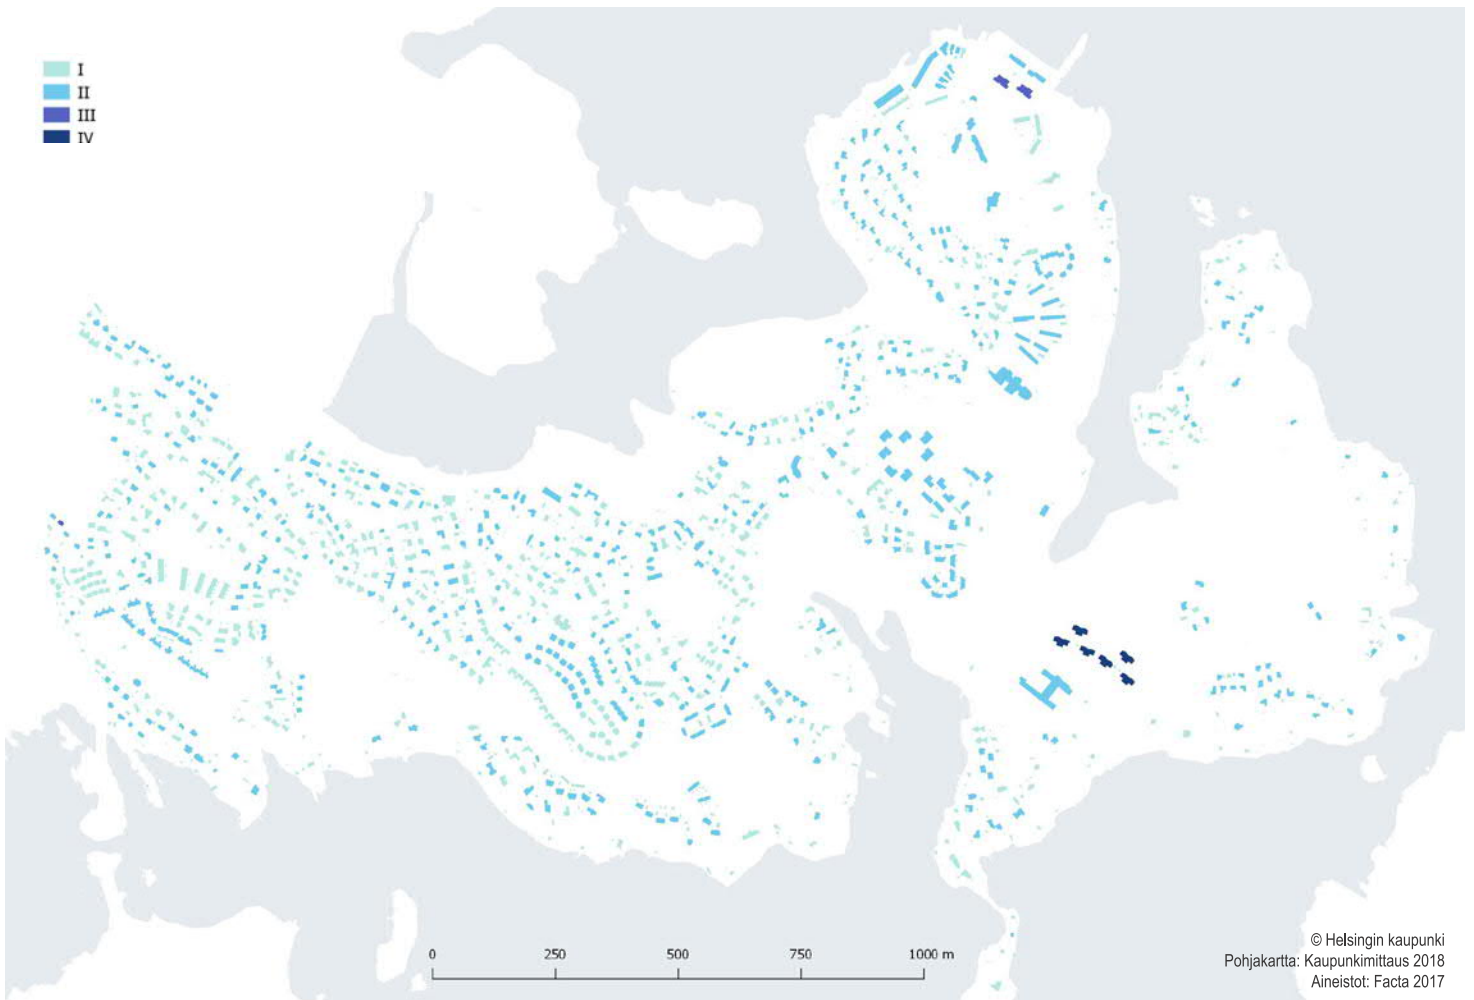 I
II
III
IV
0
250
500
750
1000 m
© Helsingin kaupunki
Pohjakartta: Kaupunkimittaus 2018
Aineistot: Facta 2017